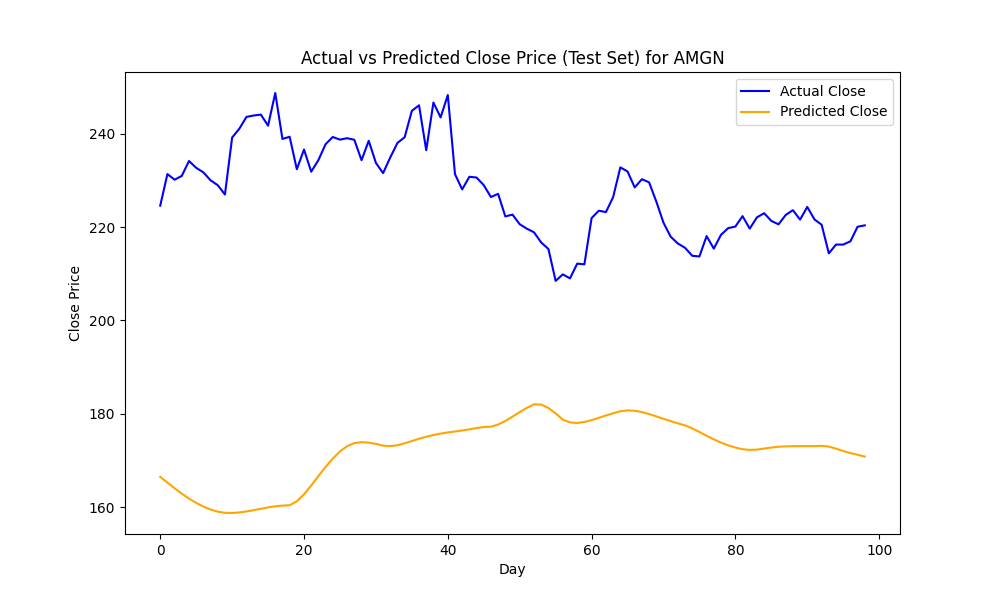 Actual vs Predicted Close Price (Test Set) for AMGN
Actual Close
Predicted Close
Close Price
240
220
200
180
160
0 20 40 60 80 100
Day